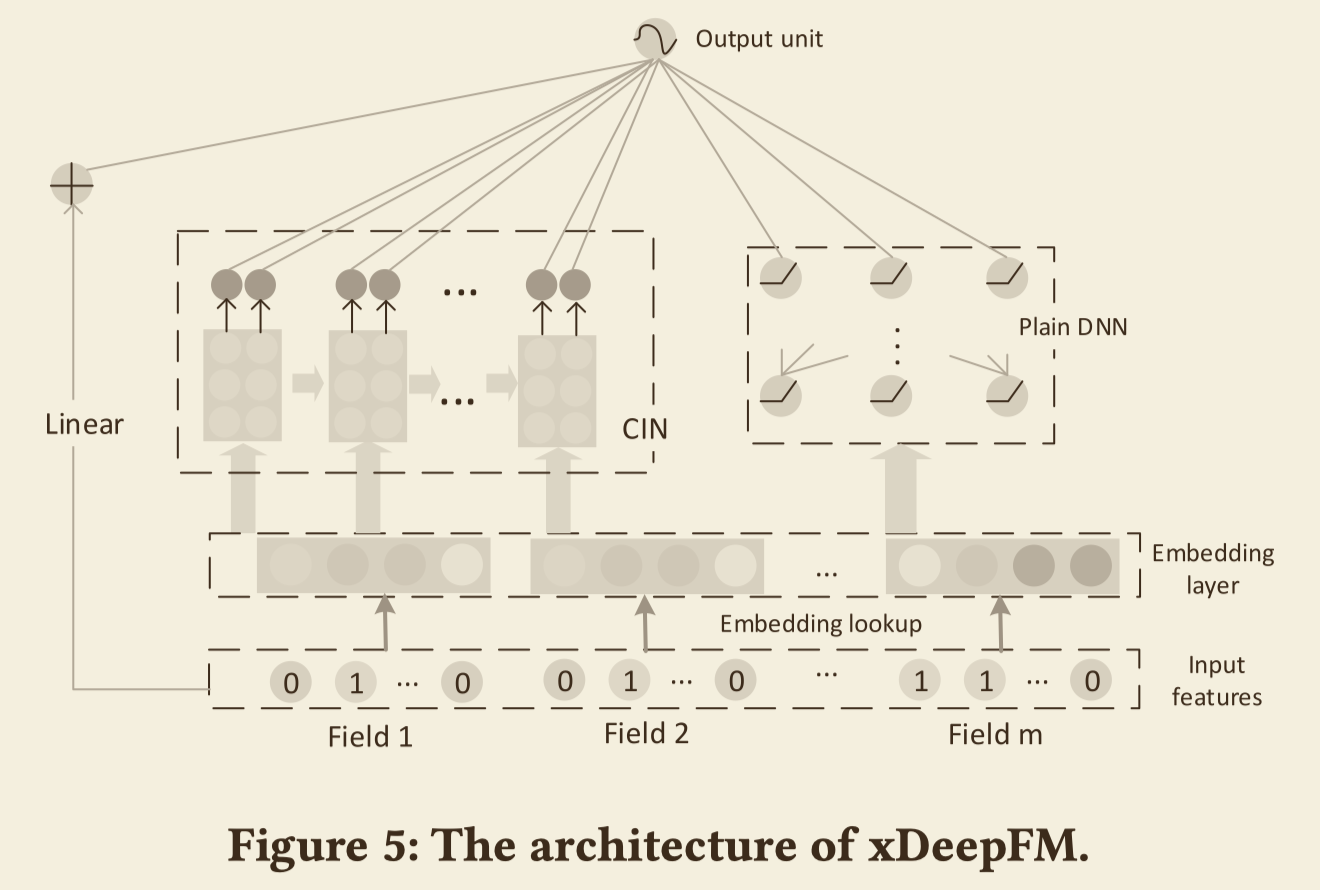 Output unit
...
Plain DNN
...
CIN
Linear
...
Embedding
layer
Embedding lookup
0 1 ... 0 0 1 ... 0 ... 1 1 ... 0
Input
features
Field 1 Field 2 Field m
Figure 5: The architecture of xDeepFM.